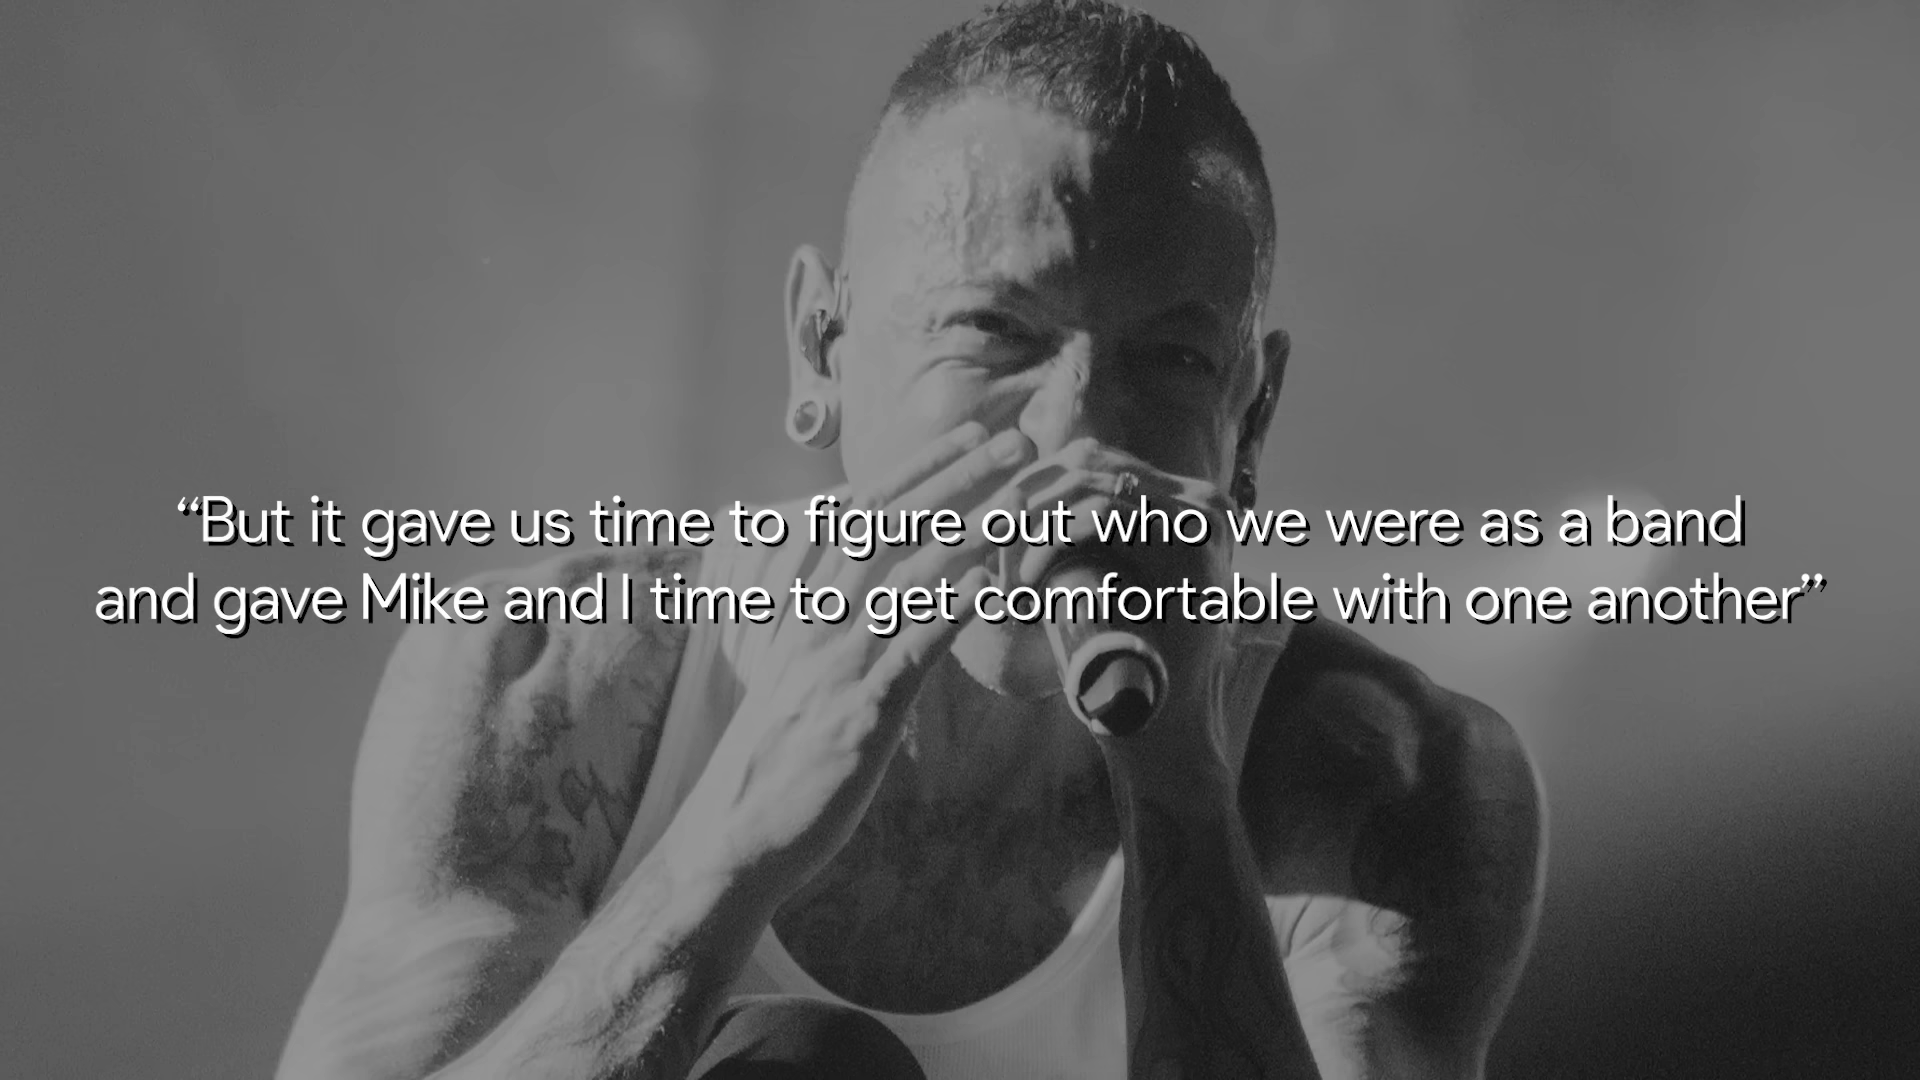 “But it gave us time to figure out who we were as a band
and gave Mike and I time to get comfortable with one another”